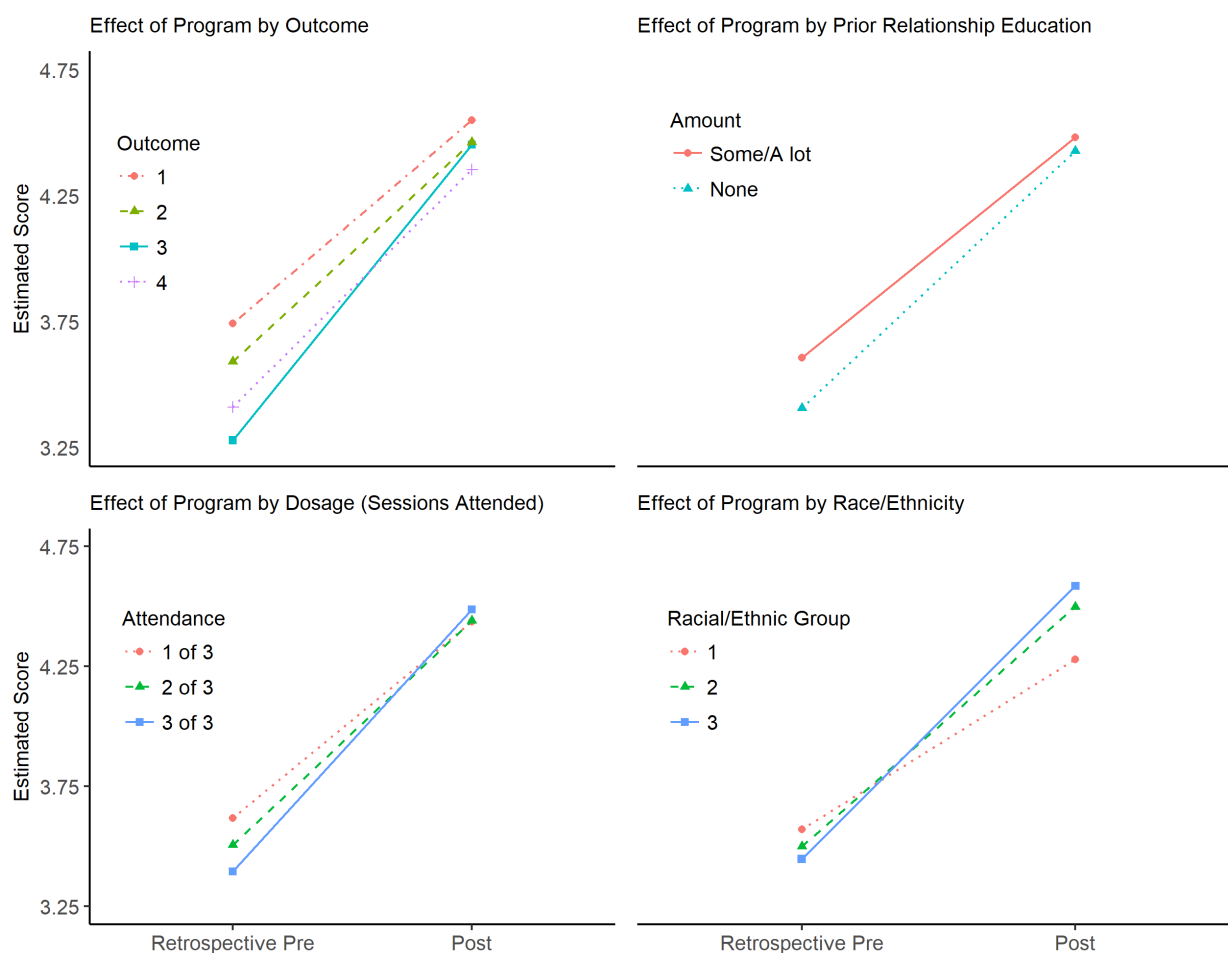 Effect of Program by Outcome
Effect of Program by Prior Relationship Education
Estimated Score
4.75
4.25
3.75
3.25
Outcome
1
2
3
4
Amount
Some/A lot
None
Effect of Program by Dosage (Sessions Attended)
Effect of Program by Race/Ethnicity
Estimated Score
4.75
4.25
3.75
3.25
Attendance
1 of 3
2 of 3
3 of 3
Racial/Ethnic Group
1
2
3
Retrospective Pre
Post
Retrospective Pre
Post